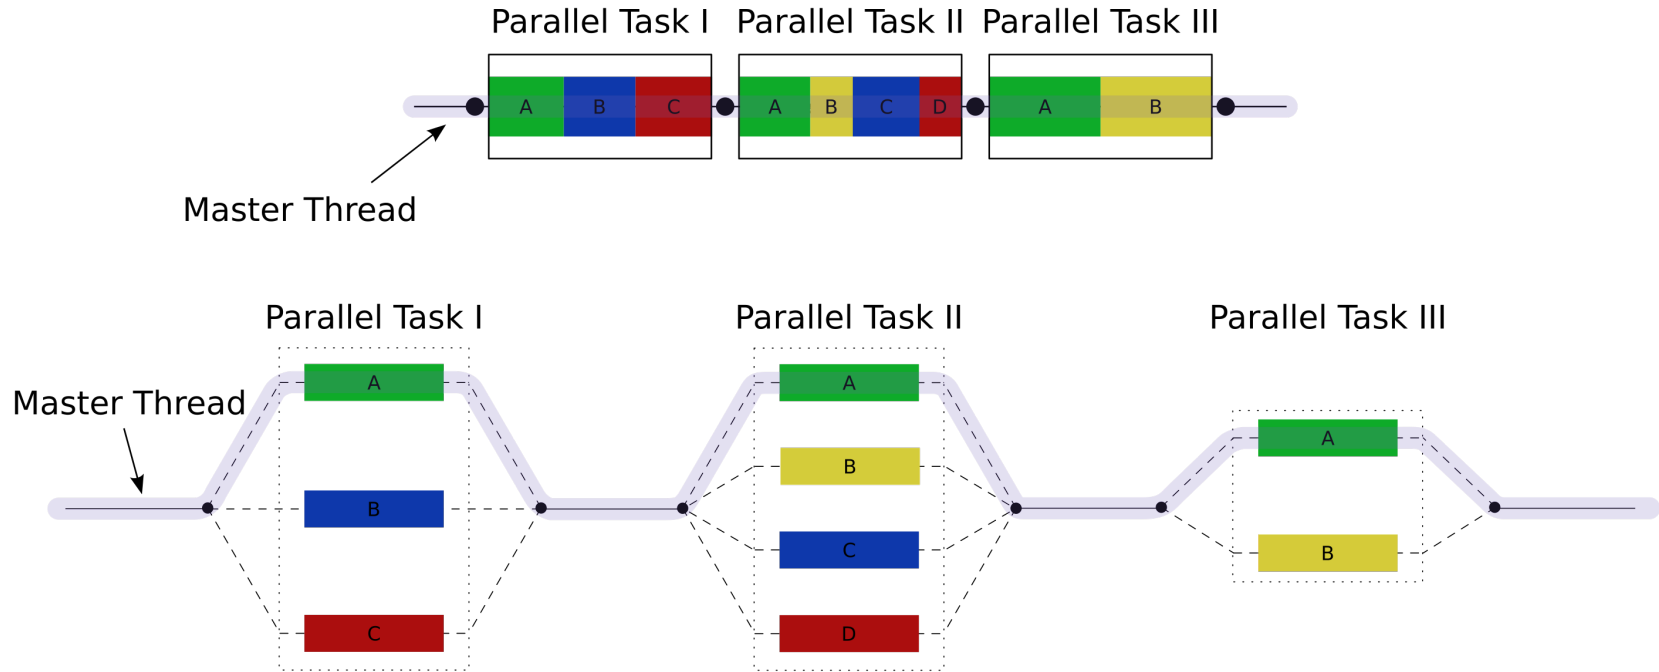 Parallel Task I
Parallel Task II
Parallel Task III
A
B
C
A
B
C
D
A
B
Master Thread
Parallel Task I
Parallel Task II
Parallel Task III
Master Thread
A
B
C
A
B
C
D
A
B